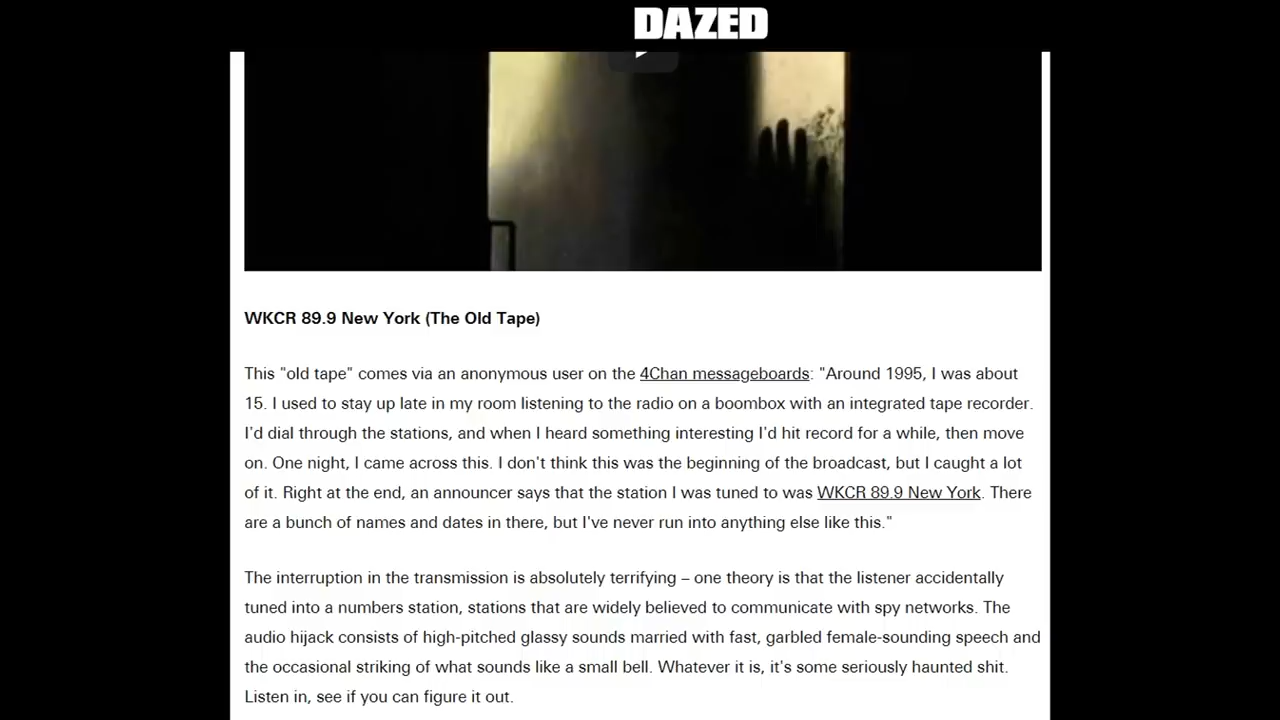 DAZED
WKCR 89.9 New York (The Old Tape)
This "old tape" comes via an anonymous user on the 4Chan messageboards: "Around 1995, I was about
15. I used to stay up late in my room listening to the radio on a boombox with an integrated tape recorder.
I'd dial through the stations, and when I heard something interesting I'd hit record for a while, then move
on. One night, I came across this. I don't think this was the beginning of the broadcast, but I caught a lot
of it. Right at the end, an announcer says that the station I was tuned to was WKCR 89.9 New York. There
are a bunch of names and dates in there, but I've never run into anything else like this."
The interruption in the transmission is absolutely terrifying – one theory is that the listener accidentally
tuned into a numbers station, stations that are widely believed to communicate with spy networks. The
audio hijack consists of high-pitched glassy sounds married with fast, garbled female-sounding speech and
the occasional striking of what sounds like a small bell. Whatever it is, it's some seriously haunted shit.
Listen in, see if you can figure it out.